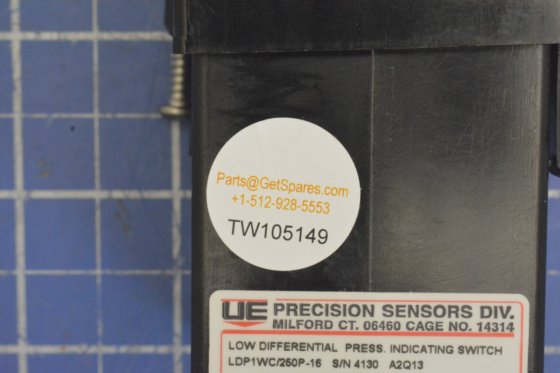 Parts@GetSpares.com
+1-512-928-5553
TW105149
UE PRECISION SENSORS DIV.
MILFORD CT. 06460 CAGE NO. 14314
LOW DIFFERENTIAL PRESS. INDICATING SWITCH
LDP1WC/250P-16 S/N 4130 A2Q13